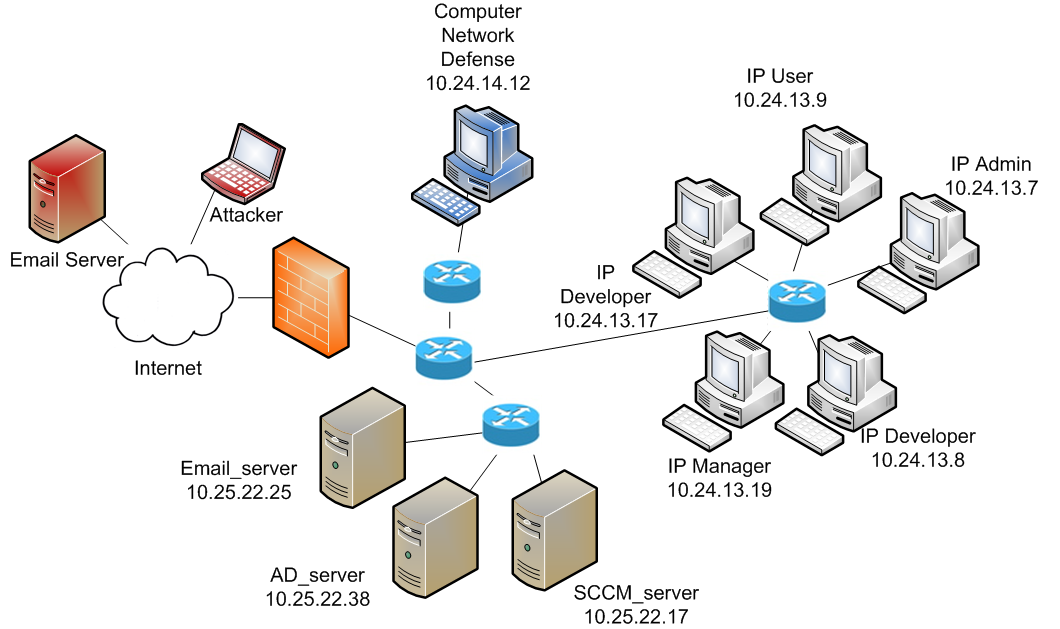 Computer
Network
Defense
10.24.14.12
IP User
10.24.13.9
IP Admin
10.24.13.7
Attacker
Email Server
Internet
IP
Developer
10.24.13.17
IP Manager
10.24.13.19
IP Developer
10.24.13.8
Email_server
10.25.22.25
AD_server
10.25.22.38
SCCM_server
10.25.22.17